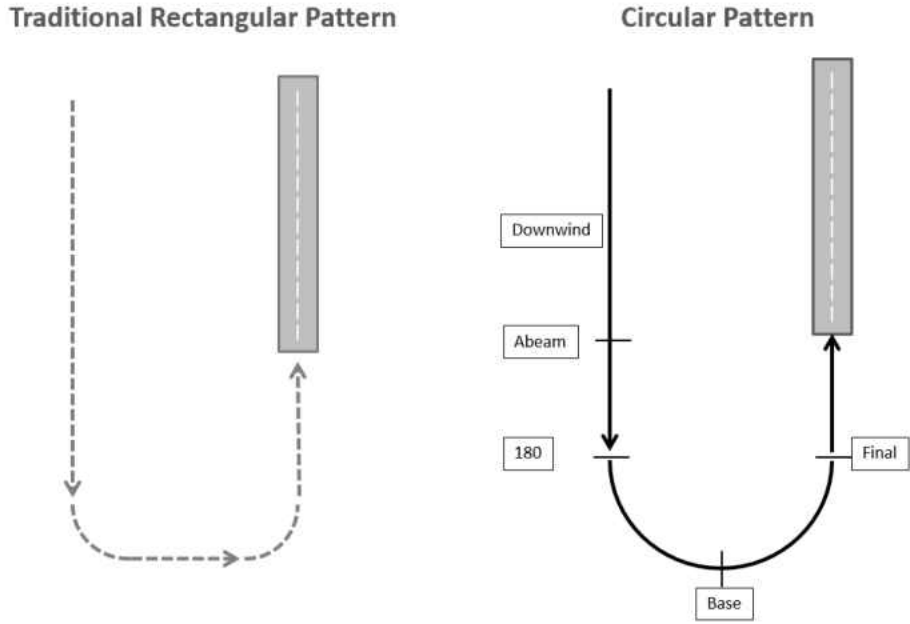 Traditional Rectangular Pattern
Circular Pattern
Downwind
Abeam
180
Final
Base